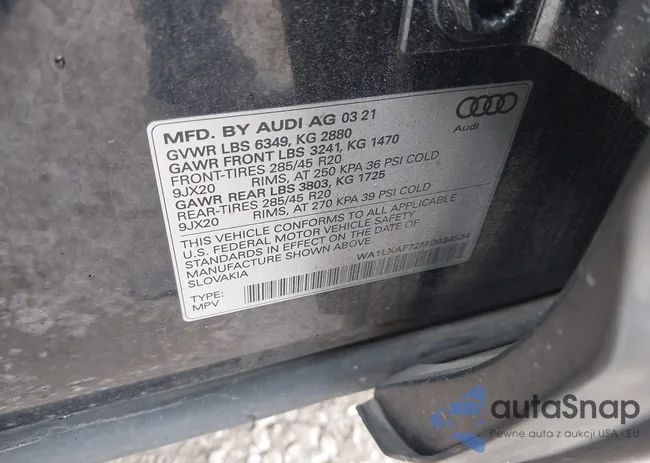 MFD. BY AUDI AG 03 21
GVWR LBS 6349, KG 2880
GAWR FRONT LBS 3241, KG 1470
FRONT-TIRES 285/45 R20
9JX20 RIMS, AT 250 KPA 36 PSI COLD
GAWR REAR LBS 3803, KG 1725
REAR-TIRES 285/45 R20
9JX20 RIMS, AT 270 KPA 39 PSI COLD
THIS VEHICLE CONFORMS TO ALL APPLICABLE
U.S. FEDERAL MOTOR VEHICLE SAFETY
STANDARDS IN EFFECT ON THE DATE OF
MANUFACTURE SHOWN ABOVE.
SLOVAKIA
WA1LXAF72MD034534
TYPE:
MPV
Audi
autoSnap
Pewne auta z aukcji USA i EU